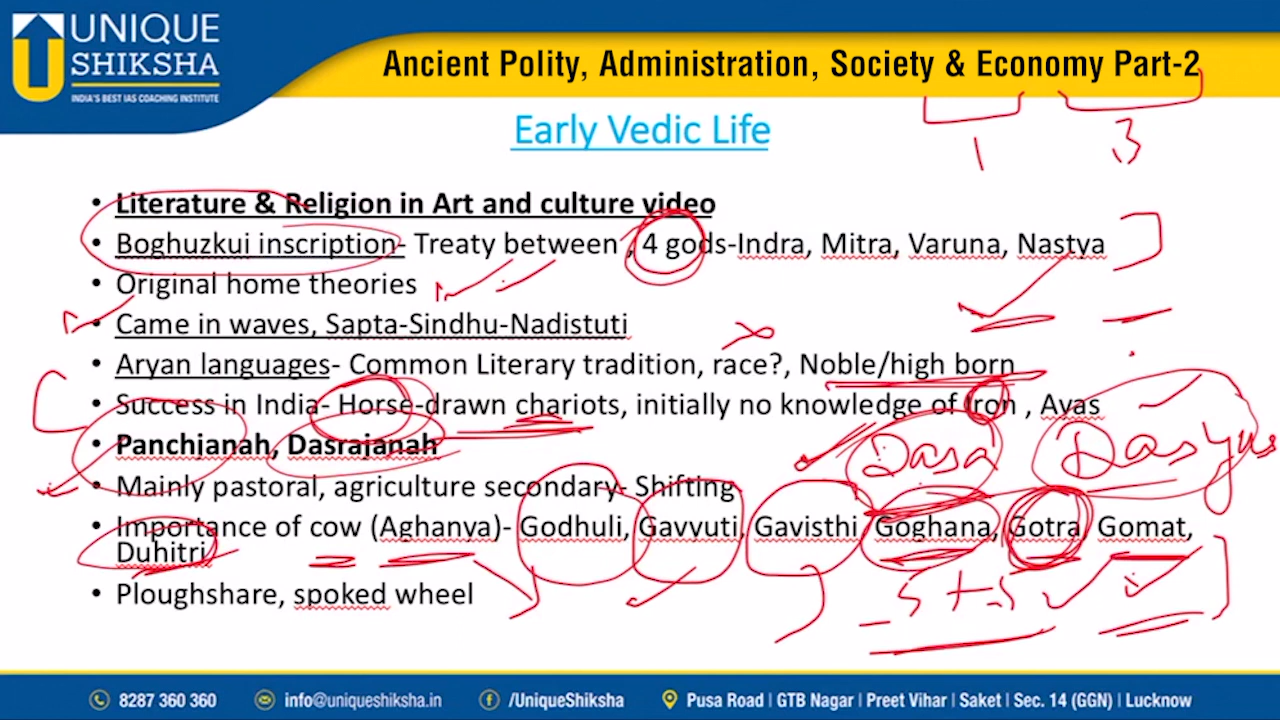 UNIQUE
SHIKSHA
INDIA'S BEST IAS COACHING INSTITUTE
Ancient Polity, Administration, Society & Economy Part-2
1 3
Early Vedic Life
• Literature & Religion in Art and culture video
• Boghuzkui inscription- Treaty between , 4 gods-Indra, Mitra, Varuna, Nastya
• Original home theories
• Came in waves, Sapta-Sindhu-Nadistuti
• Aryan languages- Common Literary tradition, race?, Noble/high born
• Success in India- Horse-drawn chariots, initially no knowledge of Iron , Ayas
• Panchjanah, Dasrajanah
Dasa Dasyus
• Mainly pastoral, agriculture secondary- Shifting
• Importance of cow (Aghanya)- Godhuli, Gavyuti, Gavisthi Goghana, Gotra Gomat,
Duhitri
• Ploughshare, spoked wheel
8287 360 360 info@uniqueshiksha.in /UniqueShiksha Pusa Road | GTB Nagar | Preet Vihar | Saket | Sec. 14 (GGN) | Lucknow